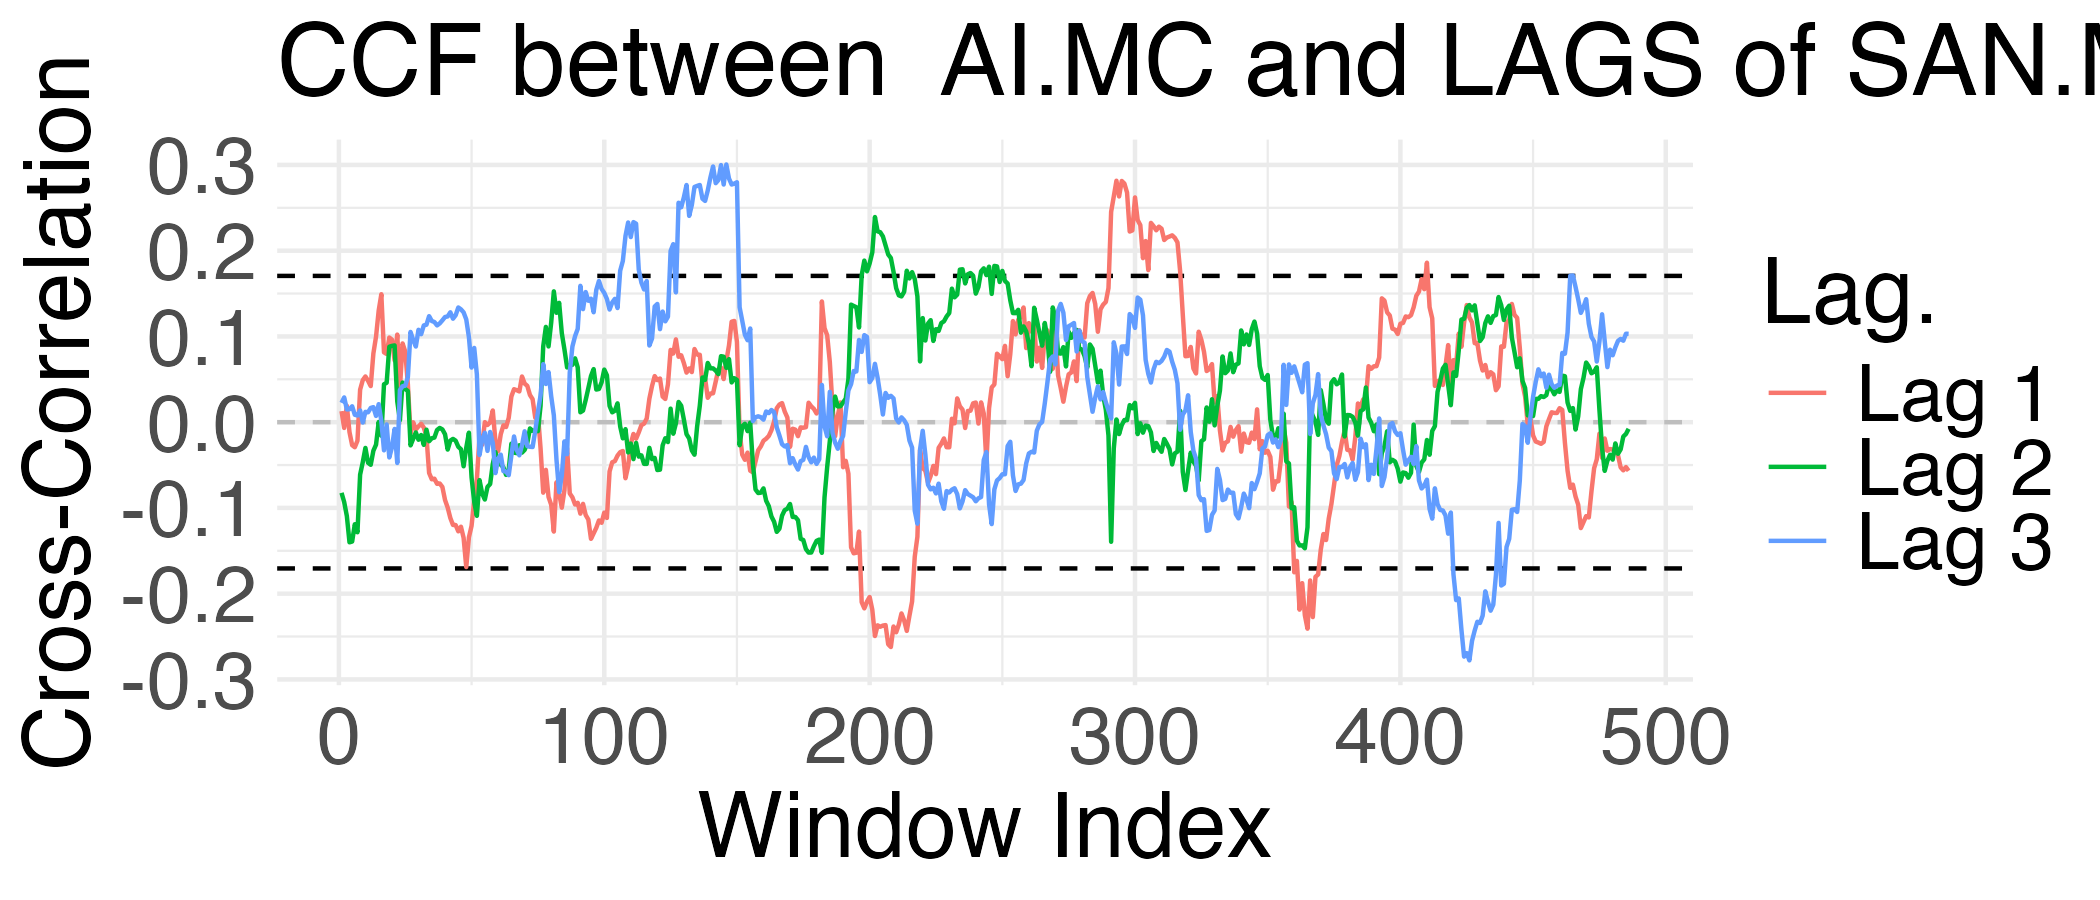 CCF between  AI.MC and LAGS of SAN.
Cross-Correlation
0.3
0.2
0.1
0.0
-0.1
-0.2
-0.3
0 100 200 300 400 500
Window Index
Lag.
Lag 1
Lag 2
Lag 3